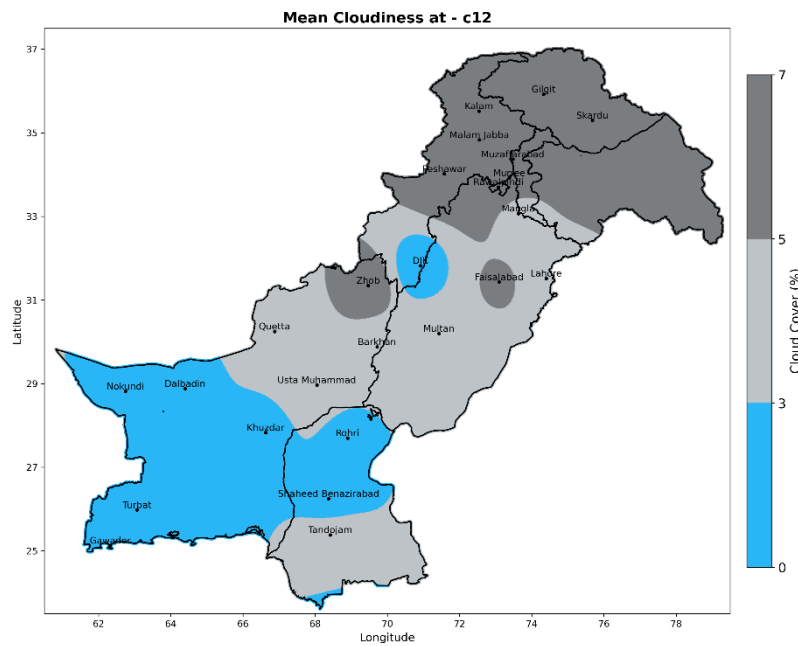 Mean Cloudiness at - c12
37
35
33
31
29
27
25
Latitude
Gilgit
Kalam
Skardu
Malam Jabba
Muzaffarabad
Peshawar
Murree
Rawalpindi
Mangla
DIK
Zhob
Faisalabad
Lahore
Quetta
Multan
Barkhan
Usta Muhammad
Nokundi
Dalbadin
Khuzdar
Rohri
Shaheed Benazirabad
Turbat
Tandojam
Gawader
62 64 66 68 70 72 74 76 78
Longitude
7
5
3
0
Cloud Cover (%)